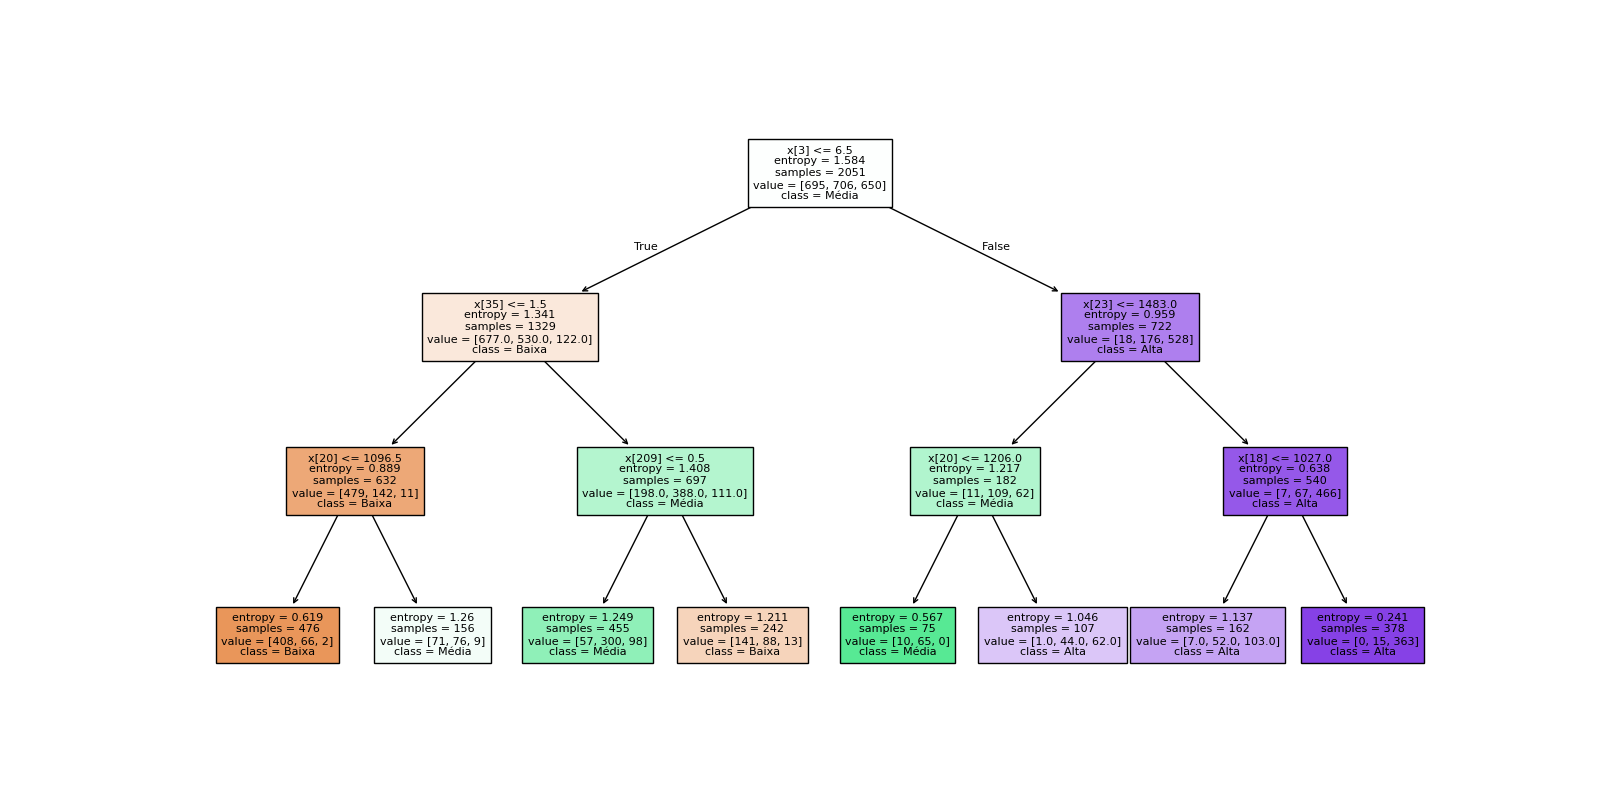 x[3] <= 6.5
entropy = 1.584
samples = 2051
value = [695, 706, 650]
class = Média
True
False
x[35] <= 1.5
entropy = 1.341
samples = 1329
value = [677.0, 530.0, 122.0]
class = Baixa
x[23] <= 1483.0
entropy = 0.959
samples = 722
value = [18, 176, 528]
class = Alta
x[20] <= 1096.5
entropy = 0.889
samples = 632
value = [479, 142, 11]
class = Baixa
x[209] <= 0.5
entropy = 1.408
samples = 697
value = [198.0, 388.0, 111.0]
class = Média
x[20] <= 1206.0
entropy = 1.217
samples = 182
value = [11, 109, 62]
class = Média
x[18] <= 1027.0
entropy = 0.638
samples = 540
value = [7, 67, 466]
class = Alta
entropy = 0.619
samples = 476
value = [408, 66, 2]
class = Baixa
entropy = 1.26
samples = 156
value = [71, 76, 9]
class = Média
entropy = 1.249
samples = 455
value = [57, 300, 98]
class = Média
entropy = 1.211
samples = 242
value = [141, 88, 13]
class = Baixa
entropy = 0.567
samples = 75
value = [10, 65, 0]
class = Média
entropy = 1.046
samples = 107
value = [1.0, 44.0, 62.0]
class = Alta
entropy = 1.137
samples = 162
value = [7.0, 52.0, 103.0]
class = Alta
entropy = 0.241
samples = 378
value = [0, 15, 363]
class = Alta